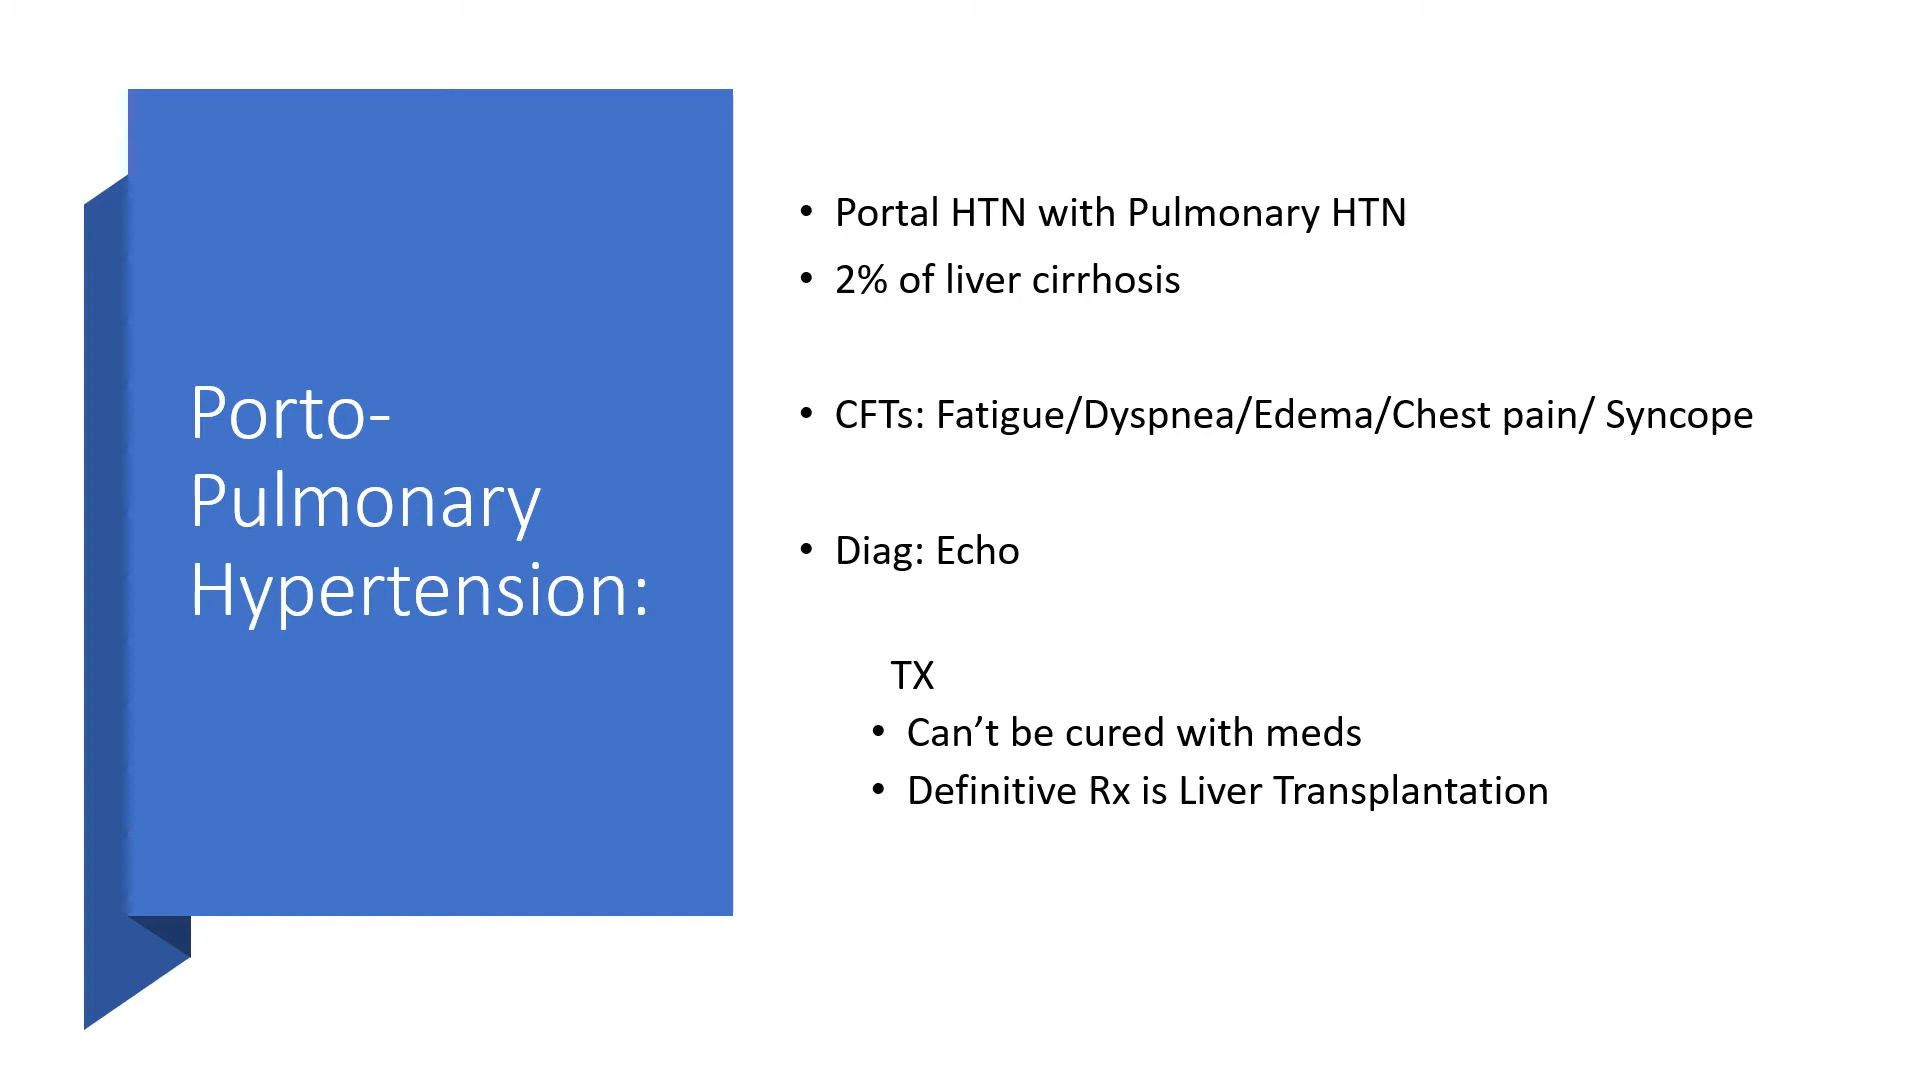 Porto-
Pulmonary
Hypertension:
• Portal HTN with Pulmonary HTN
• 2% of liver cirrhosis
• CFTs: Fatigue/Dyspnea/Edema/Chest pain/ Syncope
• Diag: Echo
TX
• Can’t be cured with meds
• Definitive Rx is Liver Transplantation